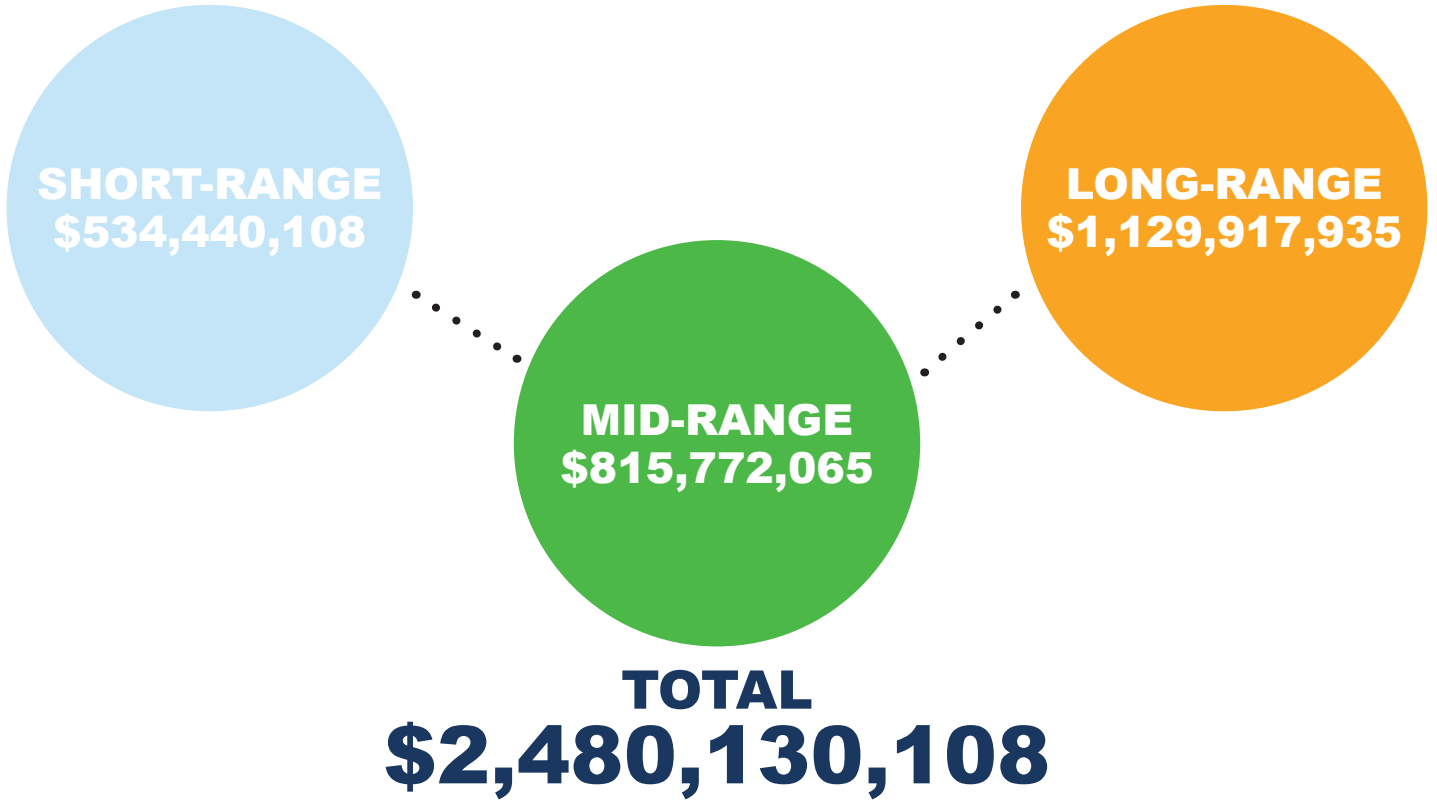 SHORT-RANGE
$534,440,108
LONG-RANGE
$1,129,917,935
MID-RANGE
$815,772,065
TOTAL
$2,480,130,108